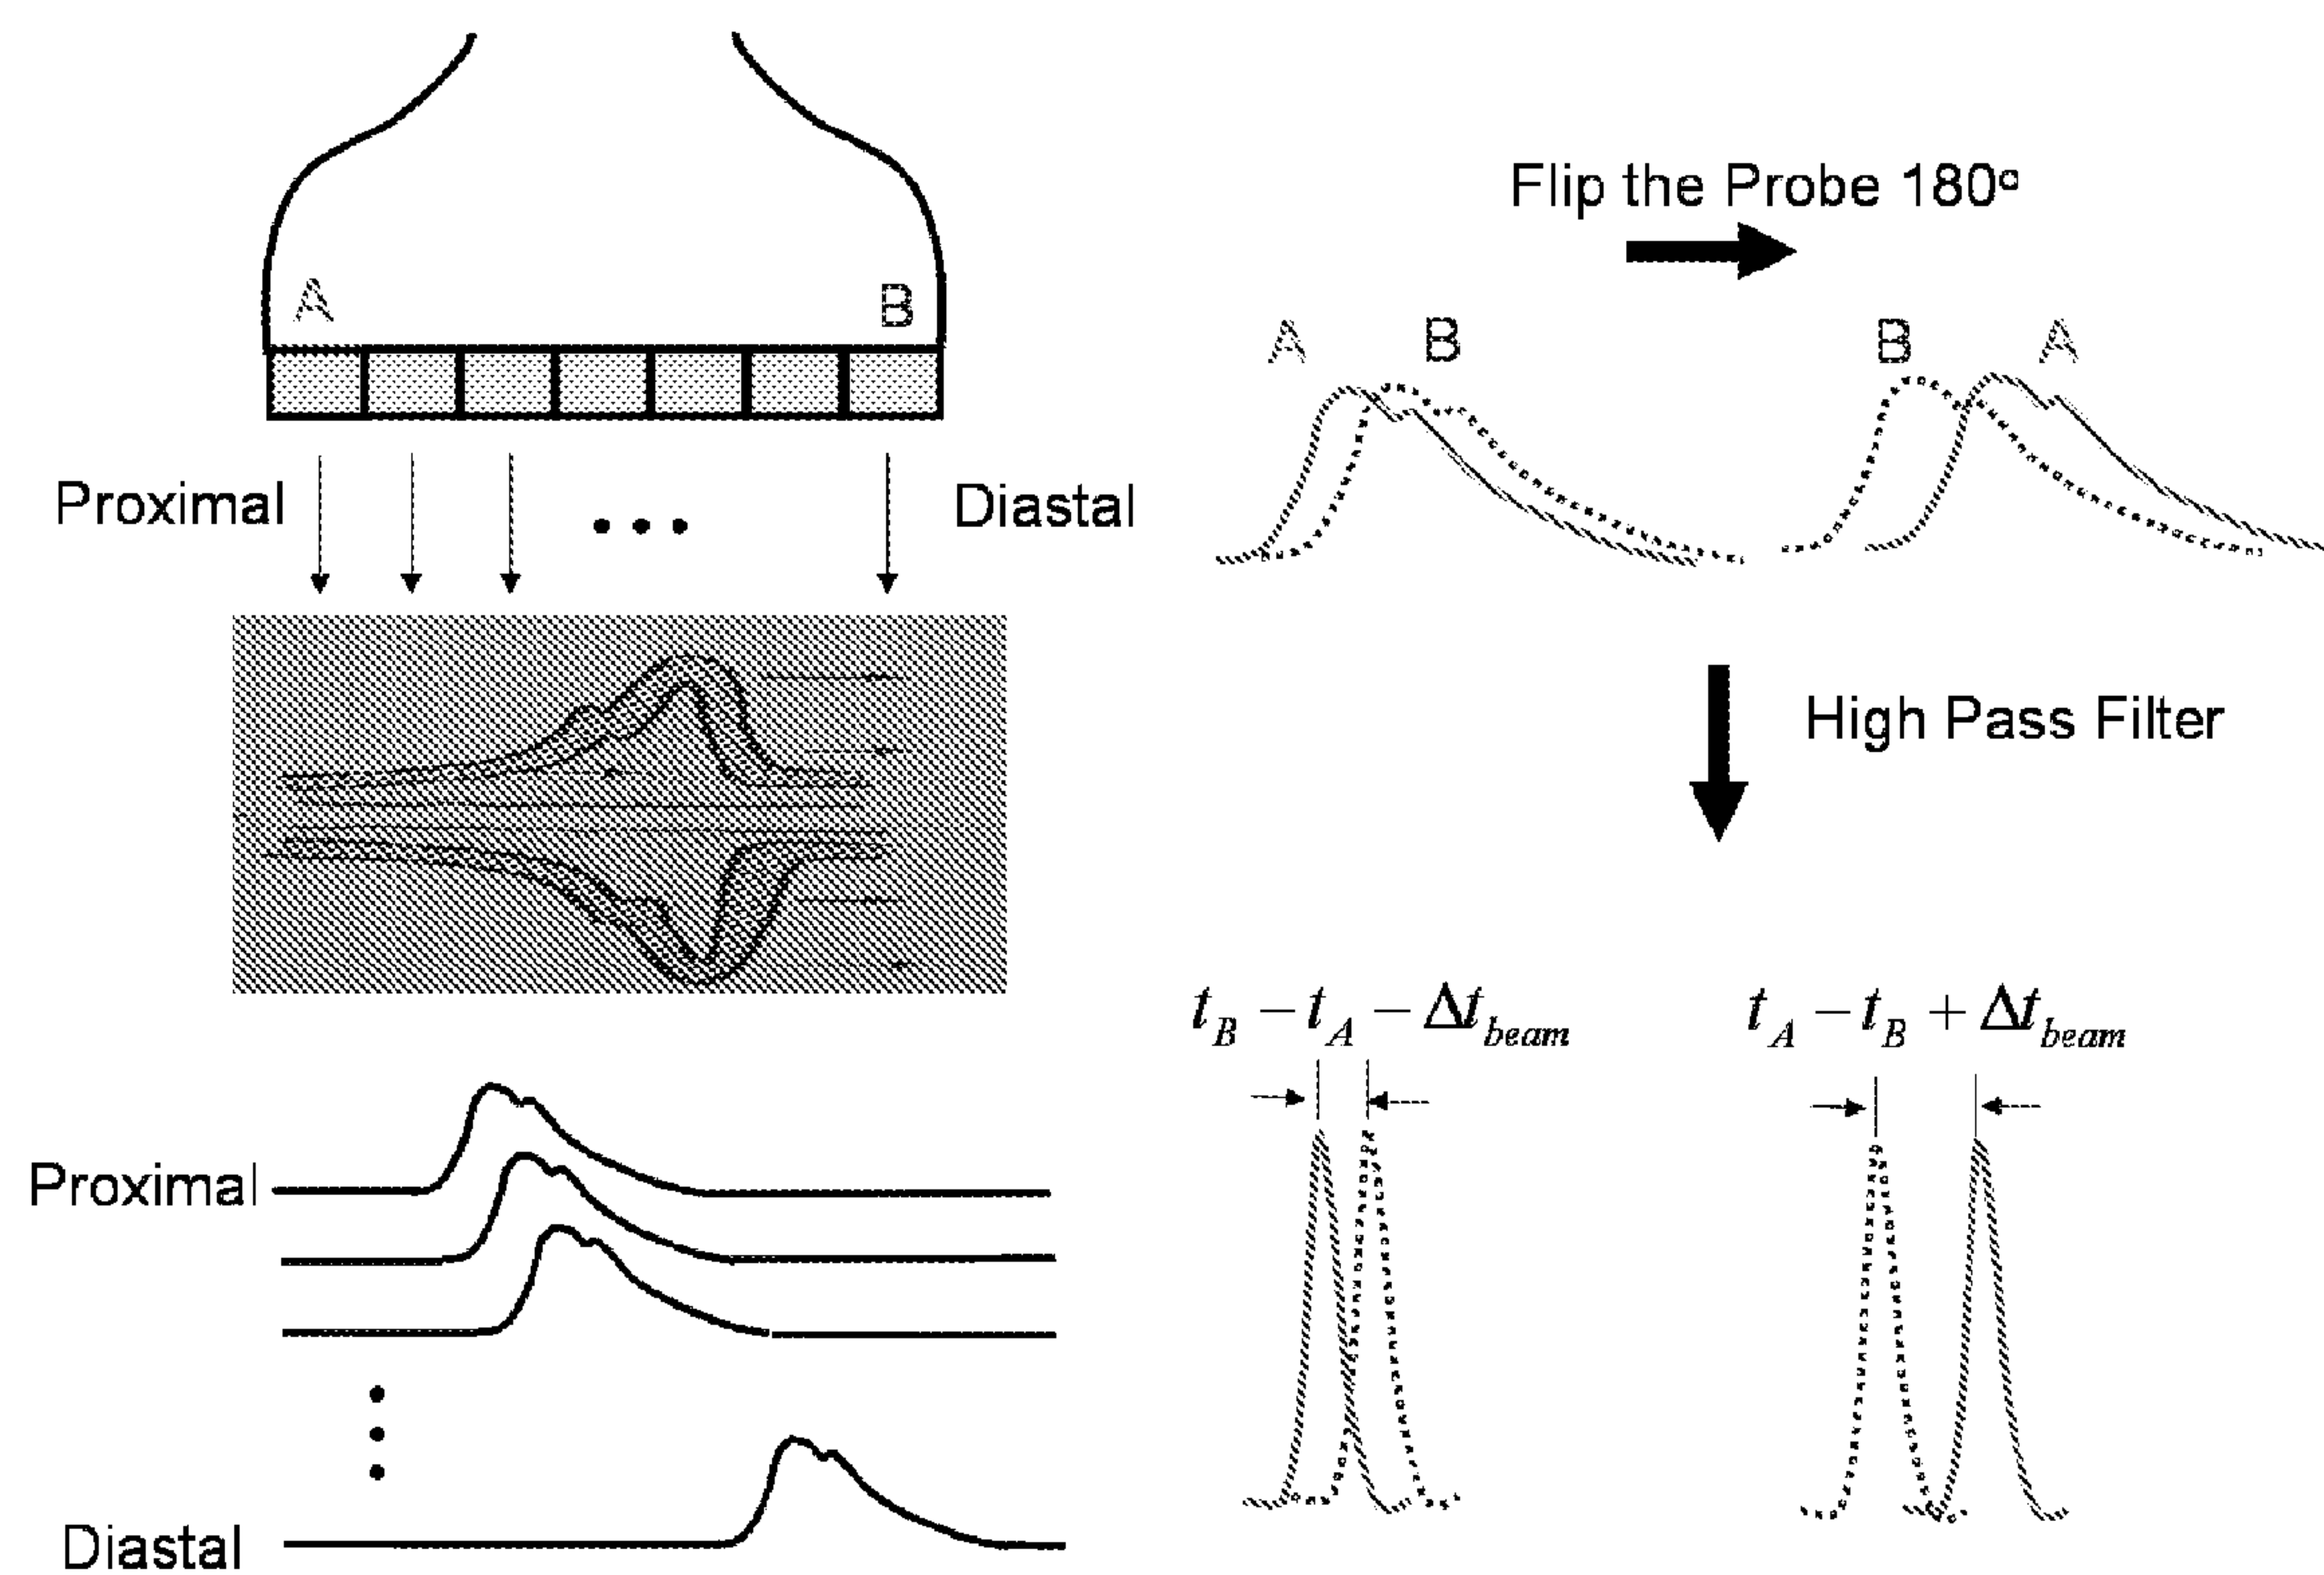 A
B
Flip the Probe 180°
A
B
B
A
Proximal
Diastal
High Pass Filter
t_B − t_A − Δt_beam
t_A − t_B + Δt_beam
Proximal
Diastal